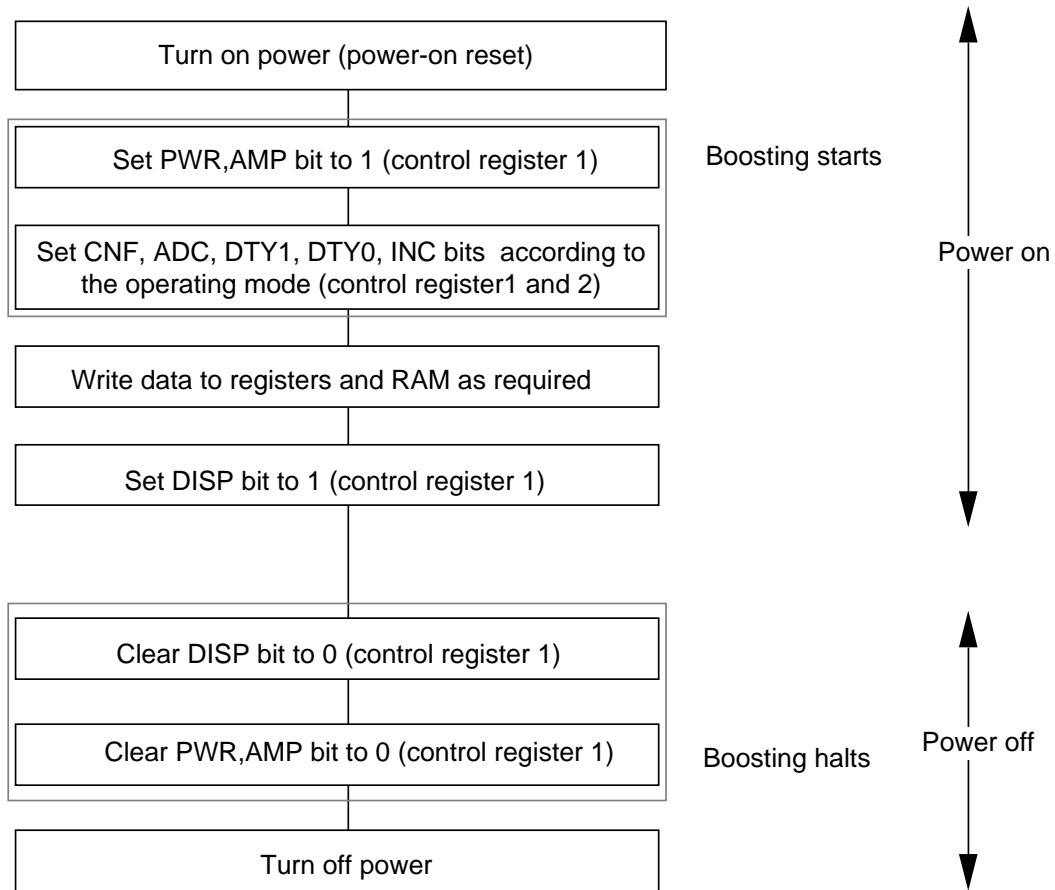 Turn on power (power-on reset)
Set PWR,AMP bit to 1 (control register 1)
Boosting starts
Set CNF, ADC, DTY1, DTY0, INC bits  according to
the operating mode (control register1 and 2)
Power on
Write data to registers and RAM as required
Set DISP bit to 1 (control register 1)
Clear DISP bit to 0 (control register 1)
Clear PWR,AMP bit to 0 (control register 1)
Boosting halts
Power off
Turn off power